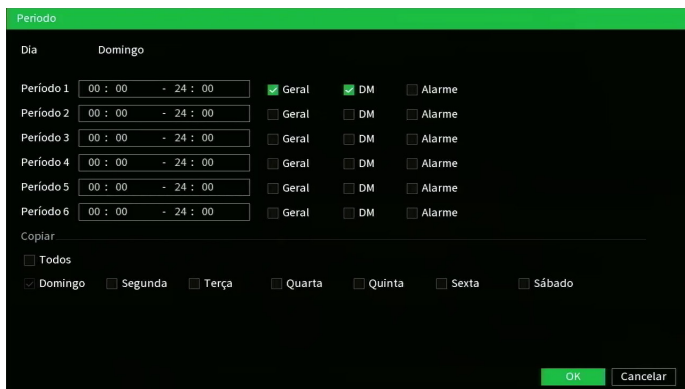 Periodo
Dia Domingo
Período 1 00 : 00 - 24 : 00 Geral DM Alarme
Período 2 00 : 00 - 24 : 00 Geral DM Alarme
Período 3 00 : 00 - 24 : 00 Geral DM Alarme
Período 4 00 : 00 - 24 : 00 Geral DM Alarme
Período 5 00 : 00 - 24 : 00 Geral DM Alarme
Período 6 00 : 00 - 24 : 00 Geral DM Alarme
Copiar
Todos
Domingo Segunda Terça Quarta Quinta Sexta Sábado
OK Cancelar